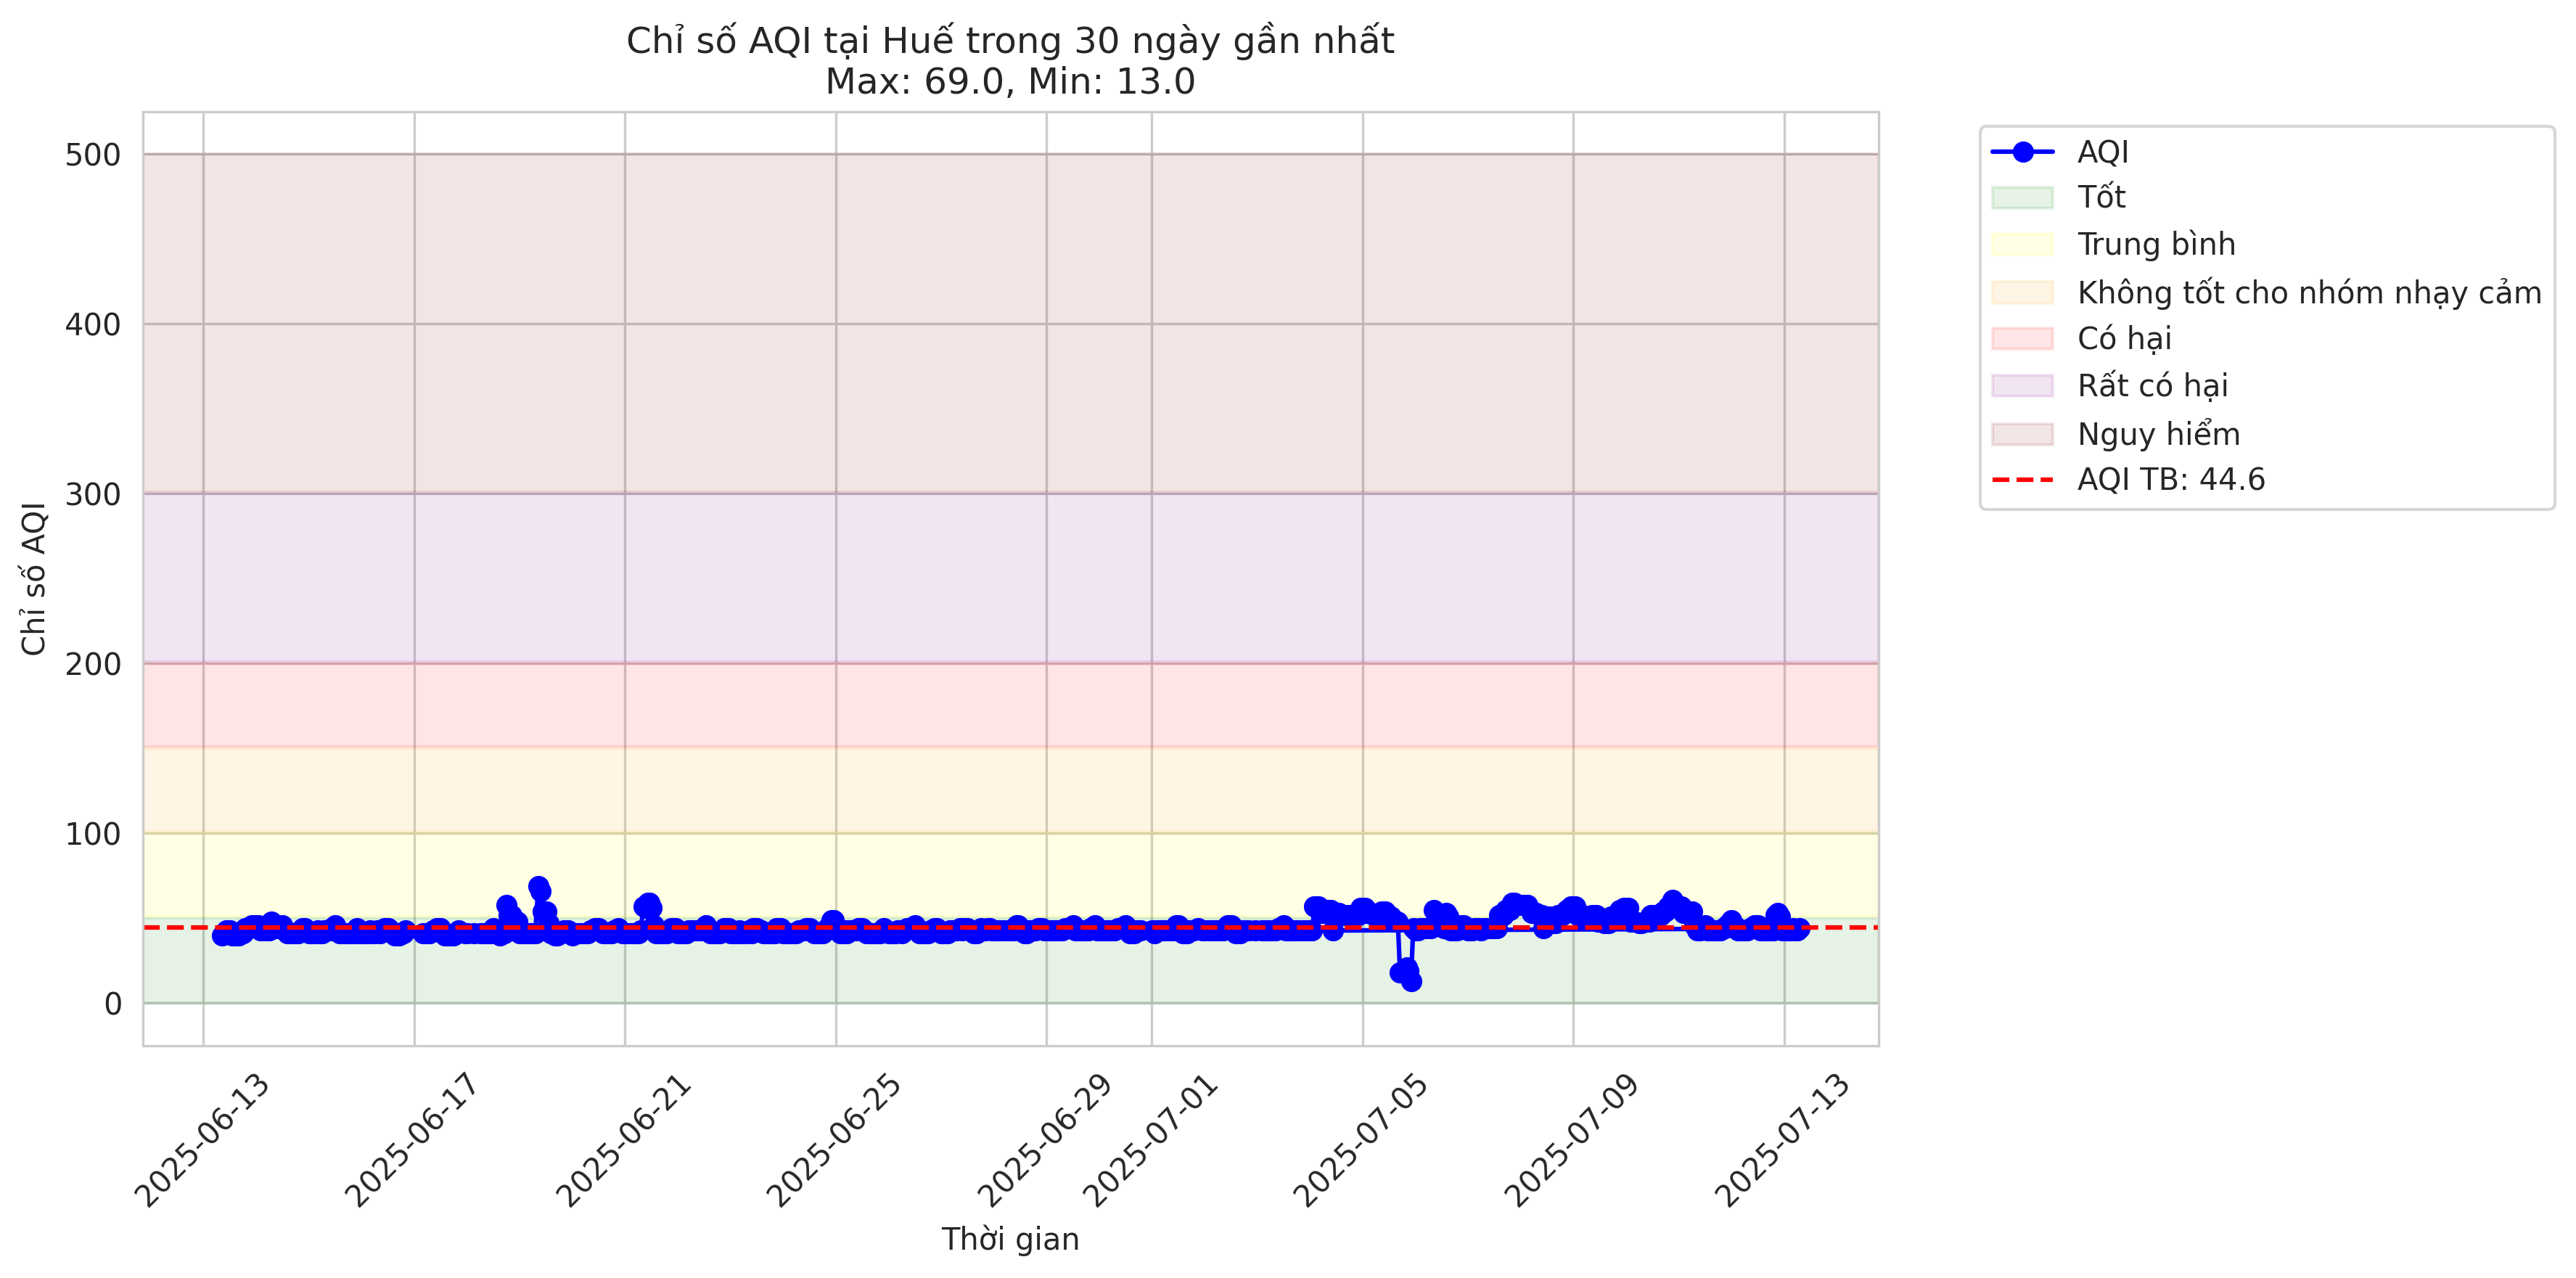 Chỉ số AQI tại Huế trong 30 ngày gần nhất
Max: 69.0, Min: 13.0
Chỉ số AQI
500
400
300
200
100
0
2025-06-13
2025-06-17
2025-06-21
2025-06-25
2025-06-29
2025-07-01
2025-07-05
2025-07-09
2025-07-13
Thời gian
AQI
Tốt
Trung bình
Không tốt cho nhóm nhạy cảm
Có hại
Rất có hại
Nguy hiểm
AQI TB: 44.6